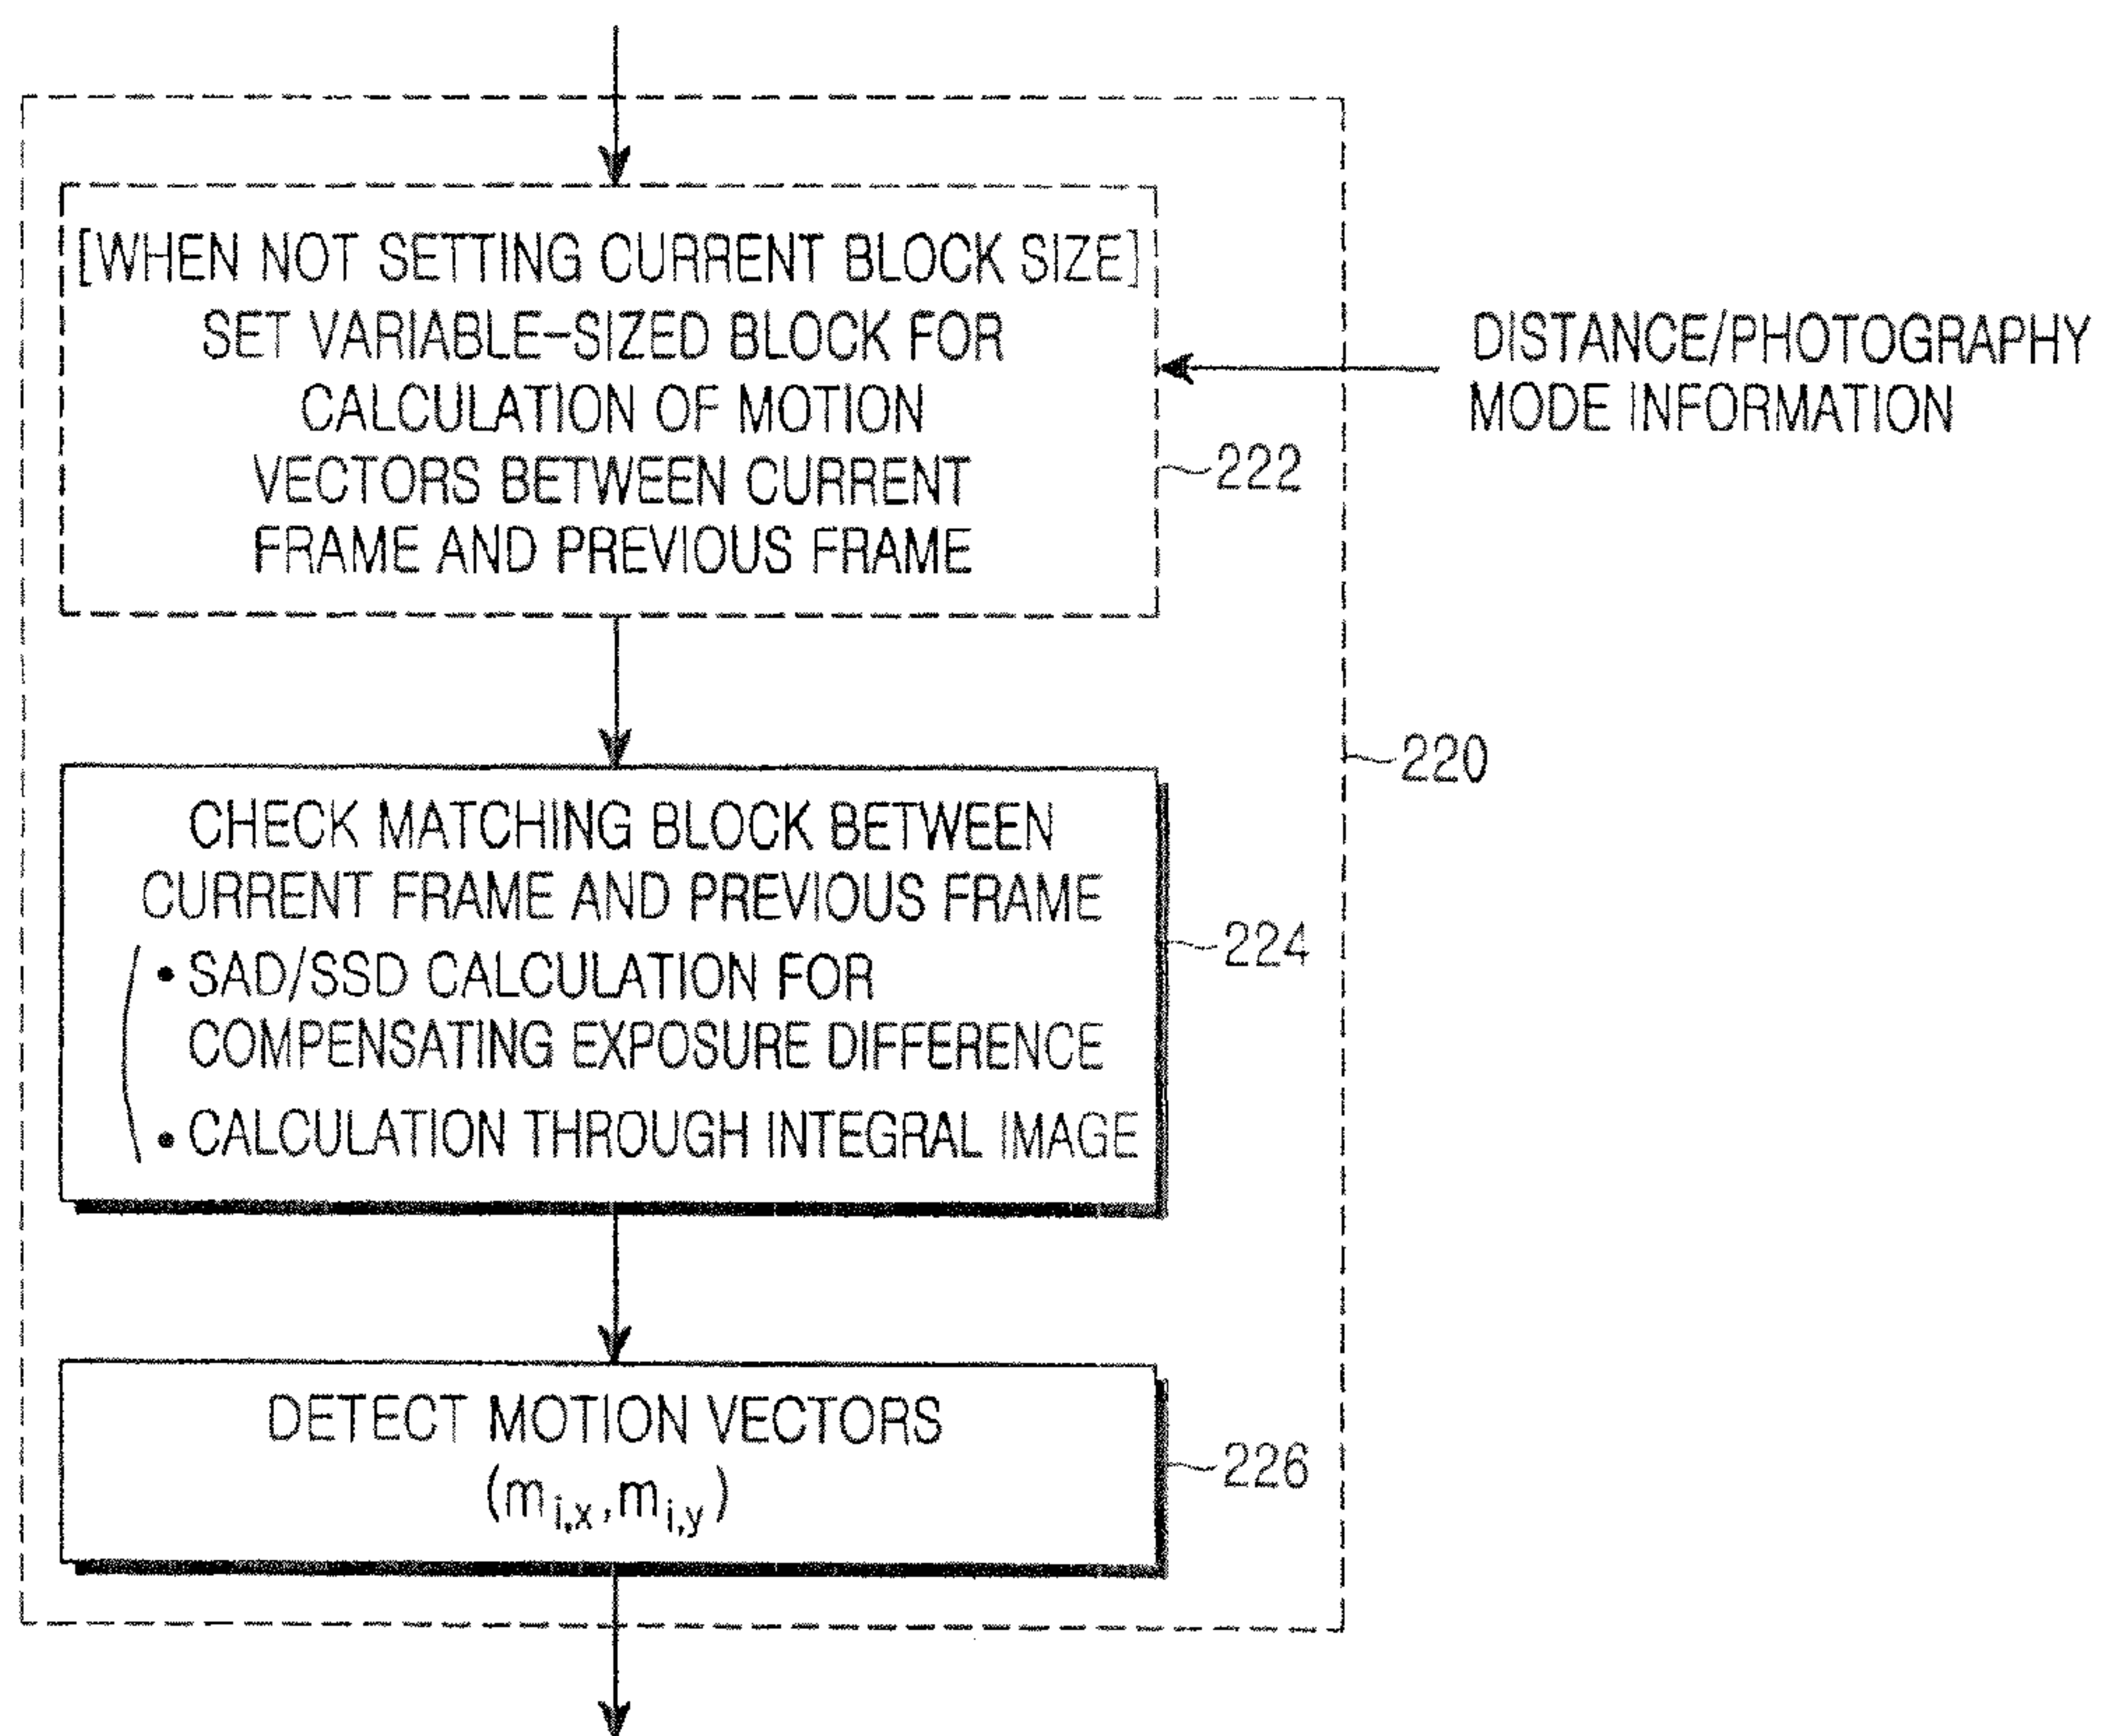 [WHEN NOT SETTING CURRENT BLOCK SIZE]
SET VARIABLE-SIZED BLOCK FOR
CALCULATION OF MOTION
VECTORS BETWEEN CURRENT
FRAME AND PREVIOUS FRAME
222
DISTANCE/PHOTOGRAPHY
MODE INFORMATION
220
CHECK MATCHING BLOCK BETWEEN
CURRENT FRAME AND PREVIOUS FRAME
• SAD/SSD CALCULATION FOR
COMPENSATING EXPOSURE DIFFERENCE
• CALCULATION THROUGH INTEGRAL IMAGE
224
DETECT MOTION VECTORS
(m_{i,x}, m_{i,y})
226